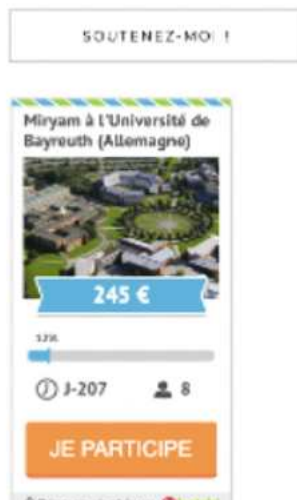 SOUTENEZ-MOI !
Miryam à l'Université de
Bayreuth (Allemagne)
245 €
J-207 8
JE PARTICIPE